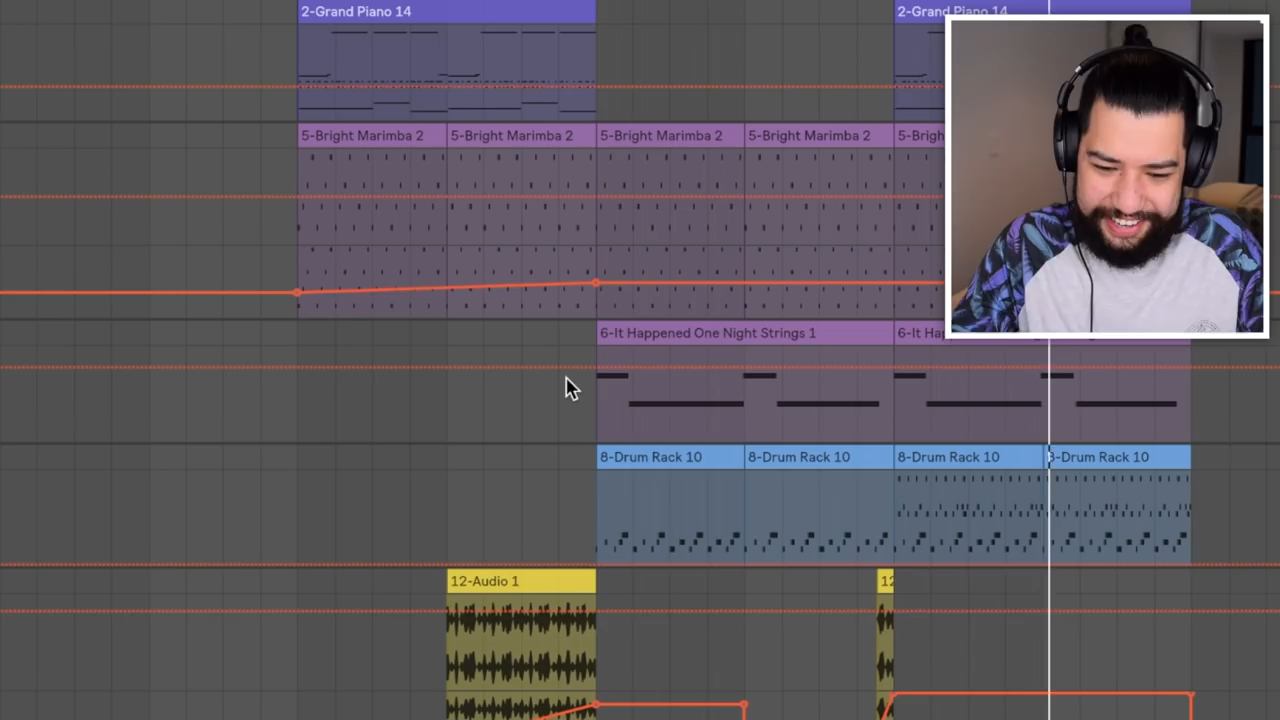 2-Grand Piano 14
2-Grand Piano 14
5-Bright Marimba 2
5-Bright Marimba 2
5-Bright Marimba 2
5-Bright Marimba 2
5-Brigh
6-It Happened One Night Strings 1
6-It Hap
8-Drum Rack 10
8-Drum Rack 10
8-Drum Rack 10
8-Drum Rack 10
12-Audio 1
12